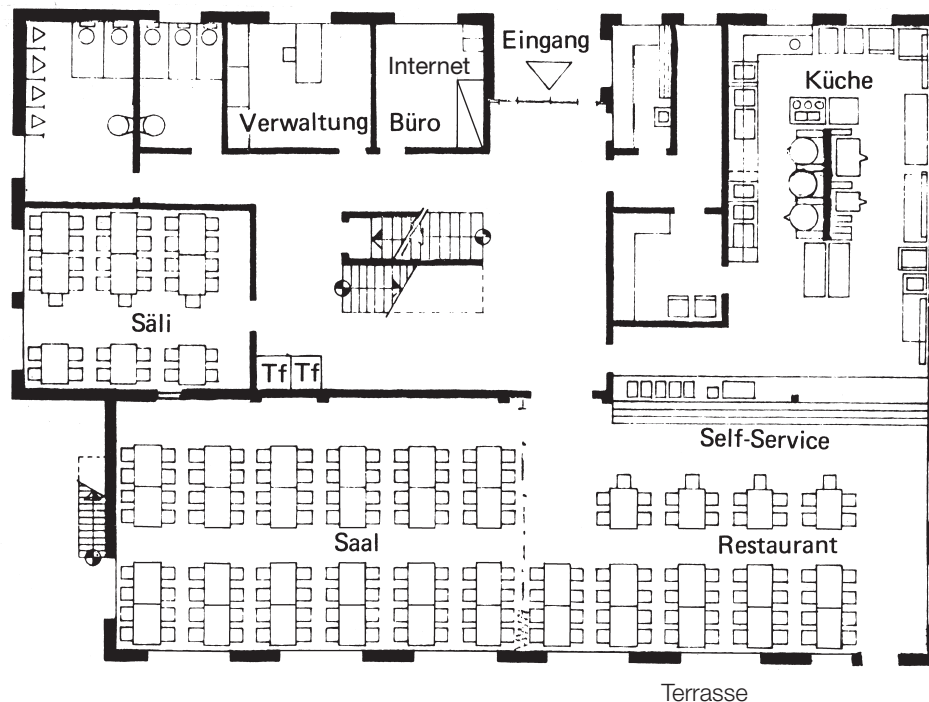 Eingang
Internet
Küche
Verwaltung
Büro
Säli
Tf Tf
Self-Service
Saal
Restaurant
Terrasse